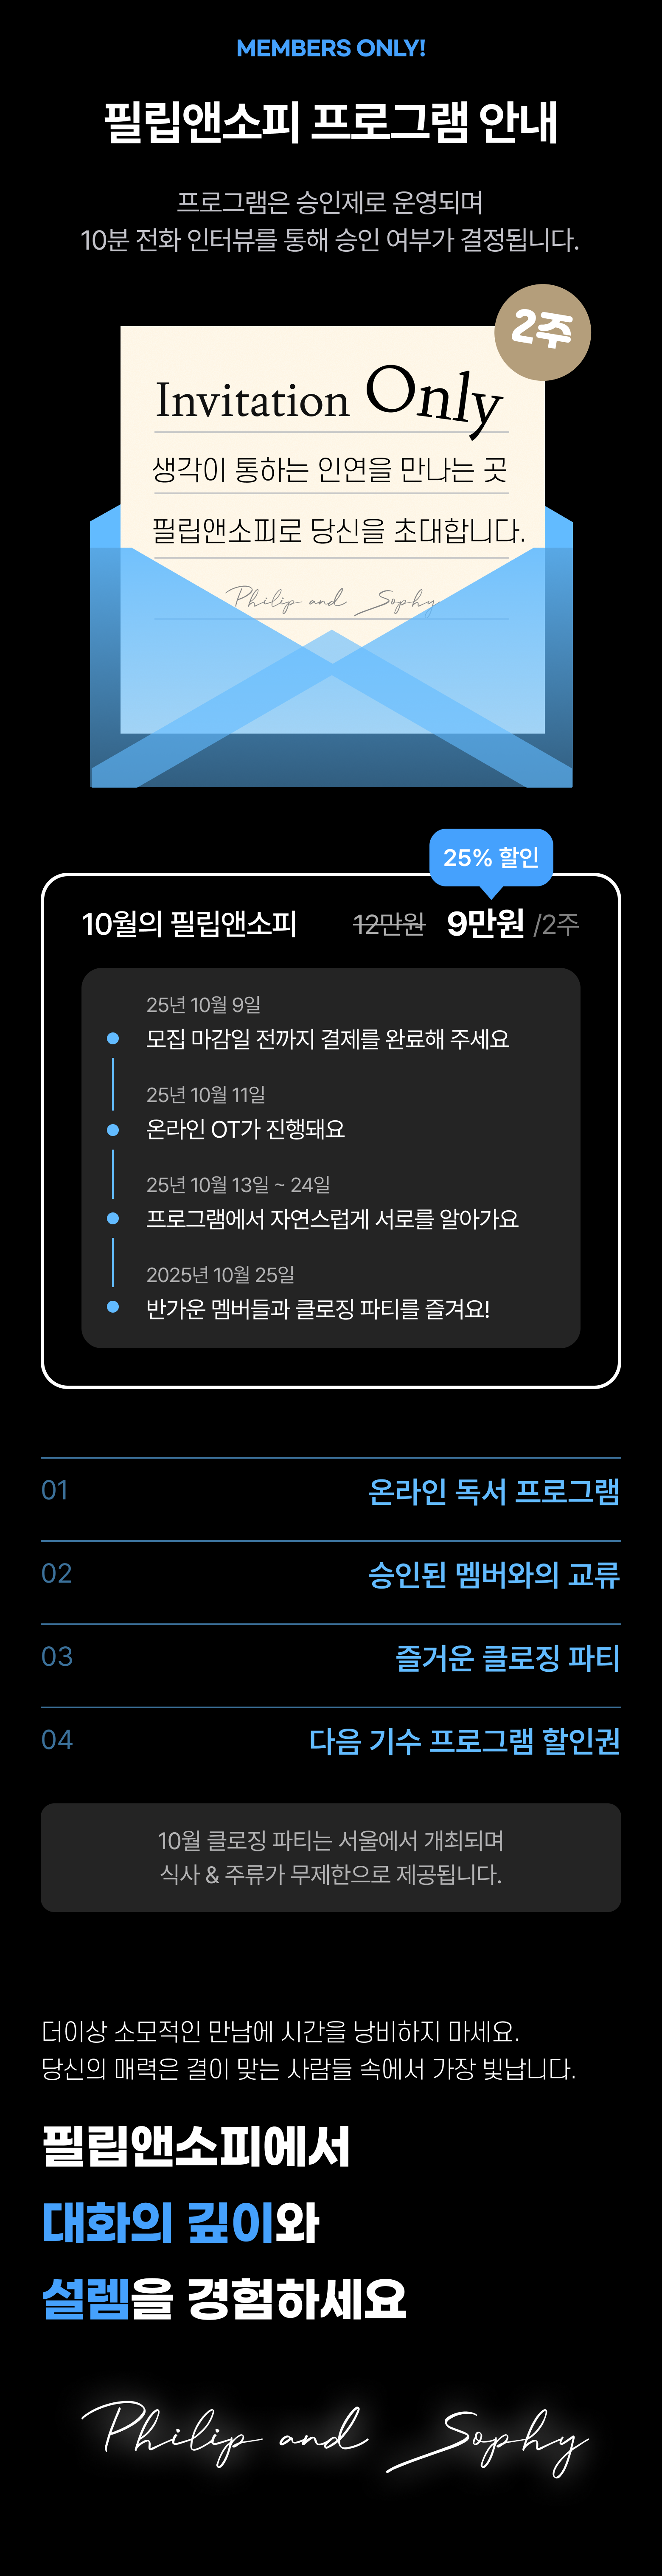 MEMBERS ONLY!
필립앤소피 프로그램 안내
프로그램은 승인제로 운영되며
10분 전화 인터뷰를 통해 승인 여부가 결정됩니다.
2주
Invitation Only
생각이 통하는 인연을 만나는 곳
필립앤소피로 당신을 초대합니다.
Philip and Sophy
25% 할인
10월의 필립앤소피 12만원 9만원 /2주
25년 10월 9일
모집 마감일 전까지 결제를 완료해 주세요
25년 10월 11일
온라인 OT가 진행돼요
25년 10월 13일 ~ 24일
프로그램에서 자연스럽게 서로를 알아가요
2025년 10월 25일
반가운 멤버들과 클로징 파티를 즐겨요!
01 온라인 독서 프로그램
02 승인된 멤버와의 교류
03 즐거운 클로징 파티
04 다음 기수 프로그램 할인권
10월 클로징 파티는 서울에서 개최되며
식사 & 주류가 무제한으로 제공됩니다.
더이상 소모적인 만남에 시간을 낭비하지 마세요.
당신의 매력은 결이 맞는 사람들 속에서 가장 빛납니다.
필립앤소피에서
대화의 깊이와
설렘을 경험하세요
Philip and Sophy